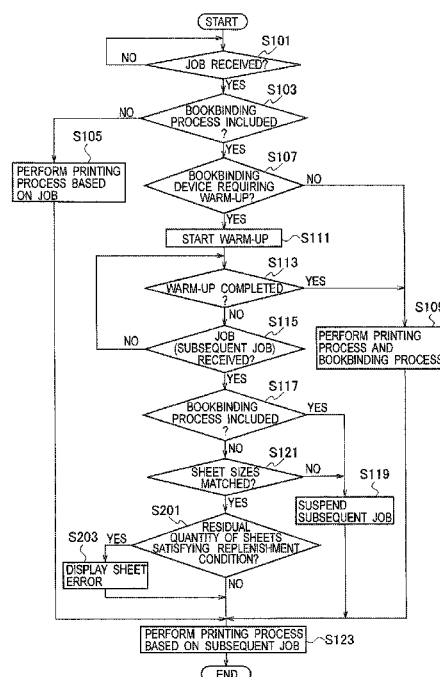 START
S101
JOB RECEIVED?
NO
YES
S103
BOOKBINDING
PROCESS INCLUDED
?
NO
YES
S105
PERFORM PRINTING
PROCESS BASED
ON JOB
S107
BOOKBINDING
DEVICE REQUIRING
WARM-UP?
NO
YES
START WARM-UP
S111
S113
WARM-UP COMPLETED
?
YES
NO
S109
PERFORM PRINTING
PROCESS AND
BOOKBINDING PROCESS
S115
JOB
(SUBSEQUENT JOB)
RECEIVED?
NO
YES
S117
BOOKBINDING
PROCESS INCLUDED
?
YES
NO
S121
SHEET SIZES
MATCHED?
NO
YES
S119
SUSPEND
SUBSEQUENT JOB
S201
RESIDUAL
QUANTITY OF SHEETS
SATISFYING REPLENISHMENT
CONDITION?
YES
NO
S203
DISPLAY SHEET
ERROR
PERFORM PRINTING PROCESS
BASED ON SUBSEQUENT JOB
S123
END